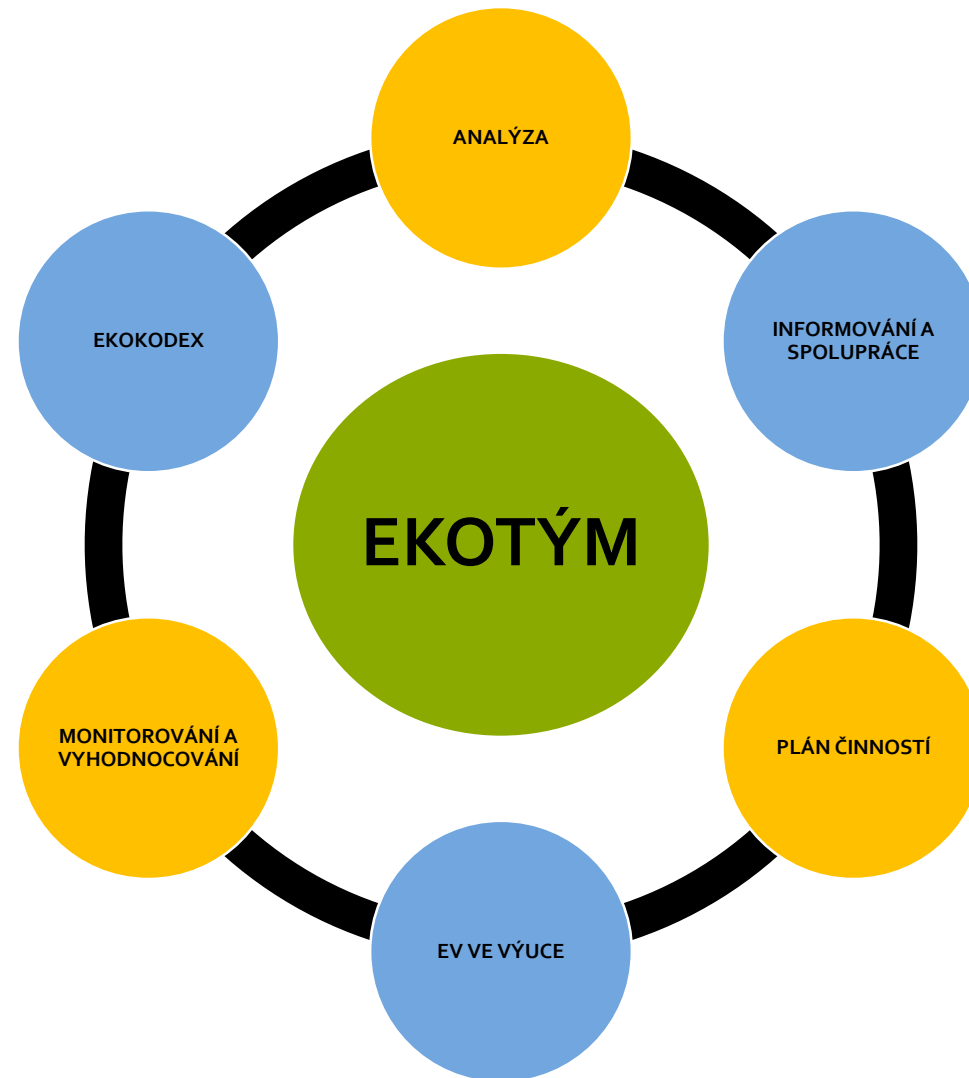 ANALÝZA
INFORMOVÁNÍ A
SPOLUPRÁCE
PLÁN ČINNOSTÍ
EV VE VÝUCE
MONITOROVÁNÍ A
VYHODNOCOVÁNÍ
EKOKODEX
EKOTÝM